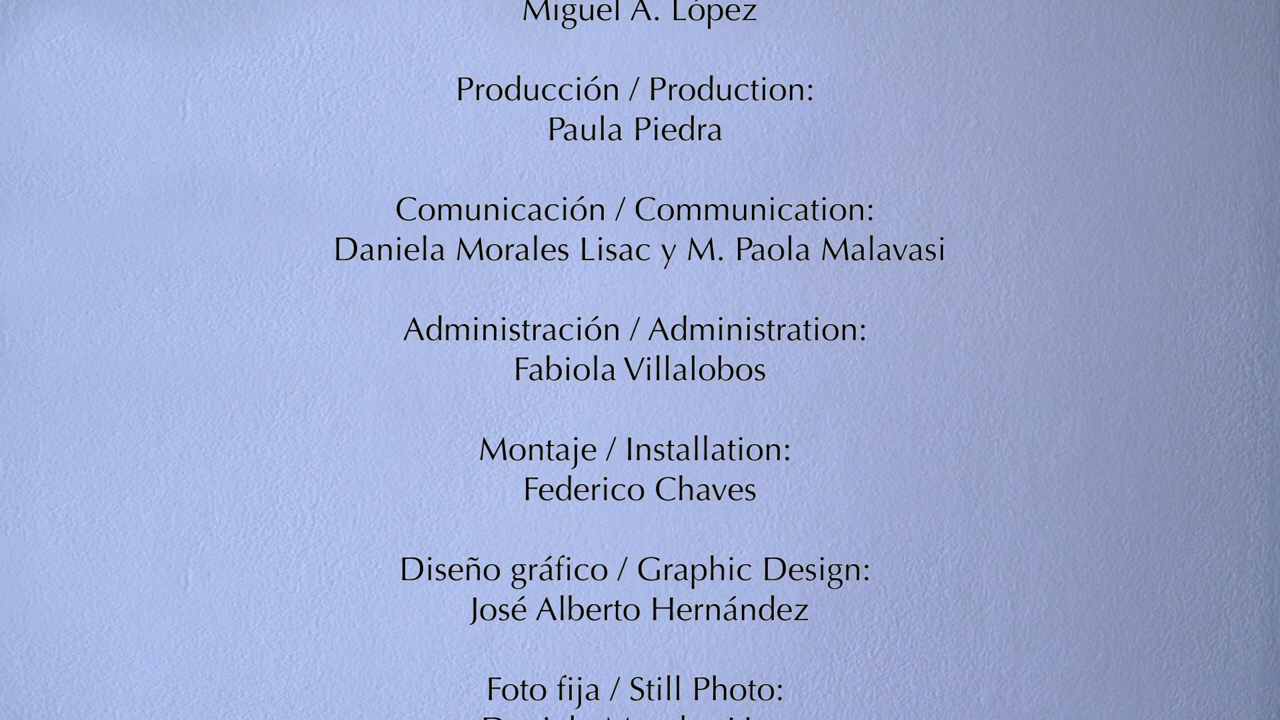 Miguel A. López
Producción / Production:
Paula Piedra
Comunicación / Communication:
Daniela Morales Lisac y M. Paola Malavasi
Administración / Administration:
Fabiola Villalobos
Montaje / Installation:
Federico Chaves
Diseño gráfico / Graphic Design:
José Alberto Hernández
Foto fija / Still Photo: